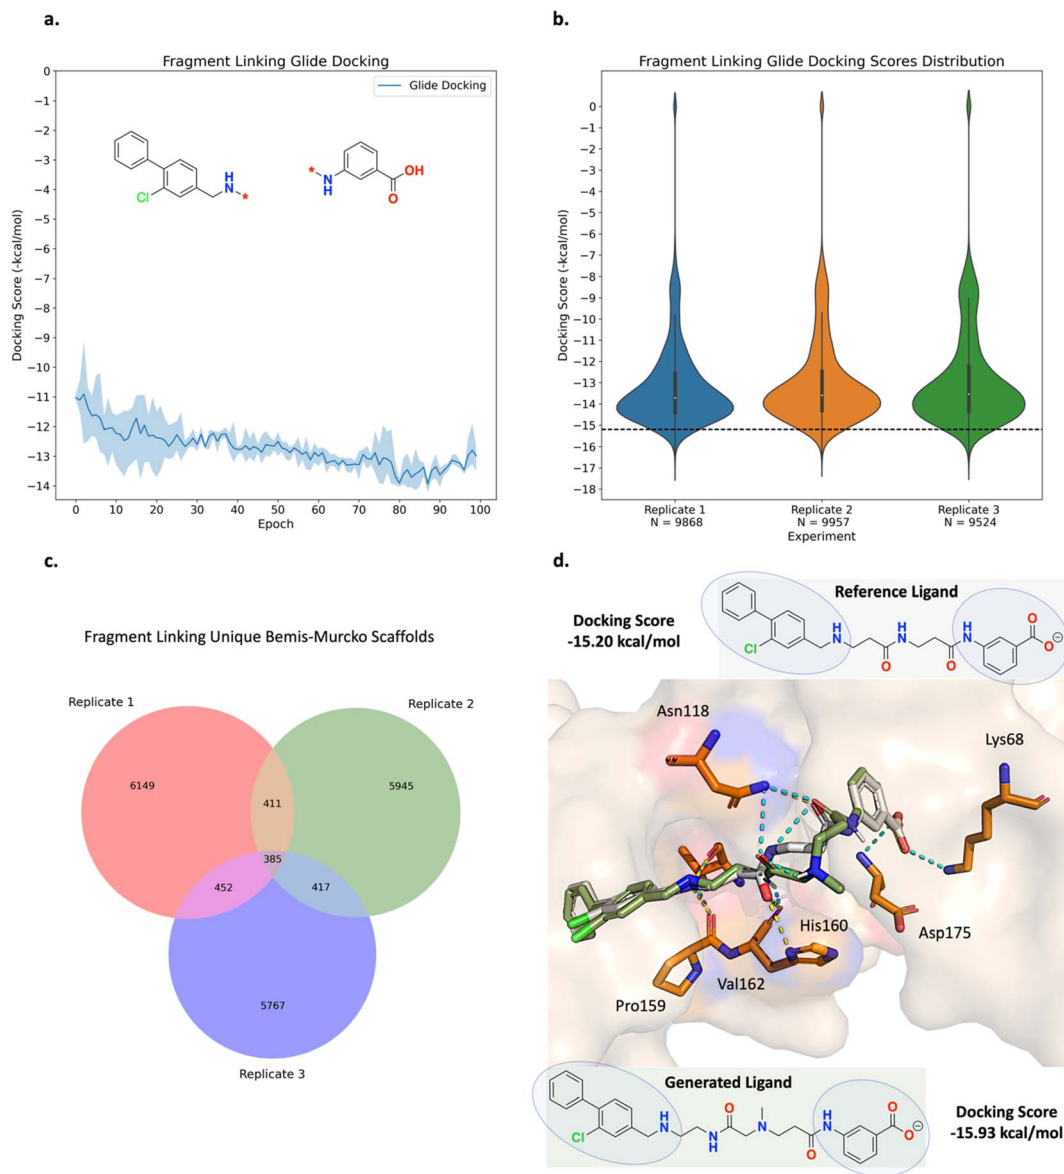 a.
Fragment Linking Glide Docking
Glide Docking
0
−1
−2
−3
−4
−5
−6
−7
−8
−9
−10
−11
−12
−13
−14
Docking Score (-kcal/mol)
Cl
H
N
*
*
N
H
OH
O
0 10 20 30 40 50 60 70 80 90 100
Epoch
b.
Fragment Linking Glide Docking Scores Distribution
0
−1
−2
−3
−4
−5
−6
−7
−8
−9
−10
−11
−12
−13
−14
−15
−16
−17
−18
Docking Score (-kcal/mol)
Replicate 1 Replicate 2 Replicate 3
N = 9868 N = 9957 N = 9524
Experiment
c.
Fragment Linking Unique Bemis-Murcko Scaffolds
Replicate 1
Replicate 2
6149
411
5945
385
452
417
5767
Replicate 3
d.
Reference Ligand
Docking Score
-15.20 kcal/mol
Cl
H
N
O
H
N
O
H
N
O
O
⊖
Asn118
Lys68
His160
Asp175
Val162
Pro159
Generated Ligand
Cl
H
N
N
H
O
N
O
H
N
O
O
⊖
Docking Score
-15.93 kcal/mol